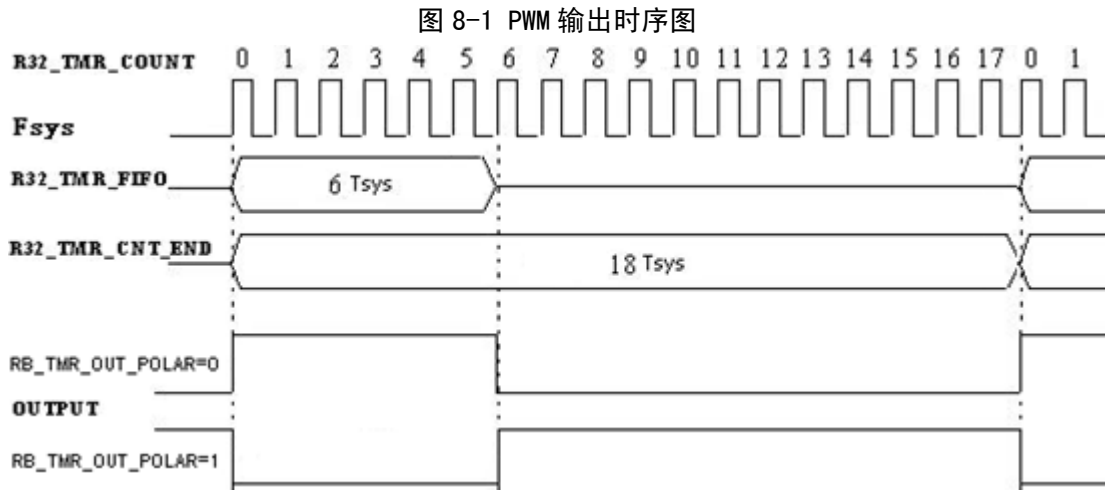 图 8-1 PWM 输出时序图
R32_TMR_COUNT 0 1 2 3 4 5 6 7 8 9 10 11 12 13 14 15 16 17 0 1
Fsys
R32_TMR_FIFO 6 Tsys
R32_TMR_CNT_END 18 Tsys
RB_TMR_OUT_POLAR=0
OUTPUT
RB_TMR_OUT_POLAR=1